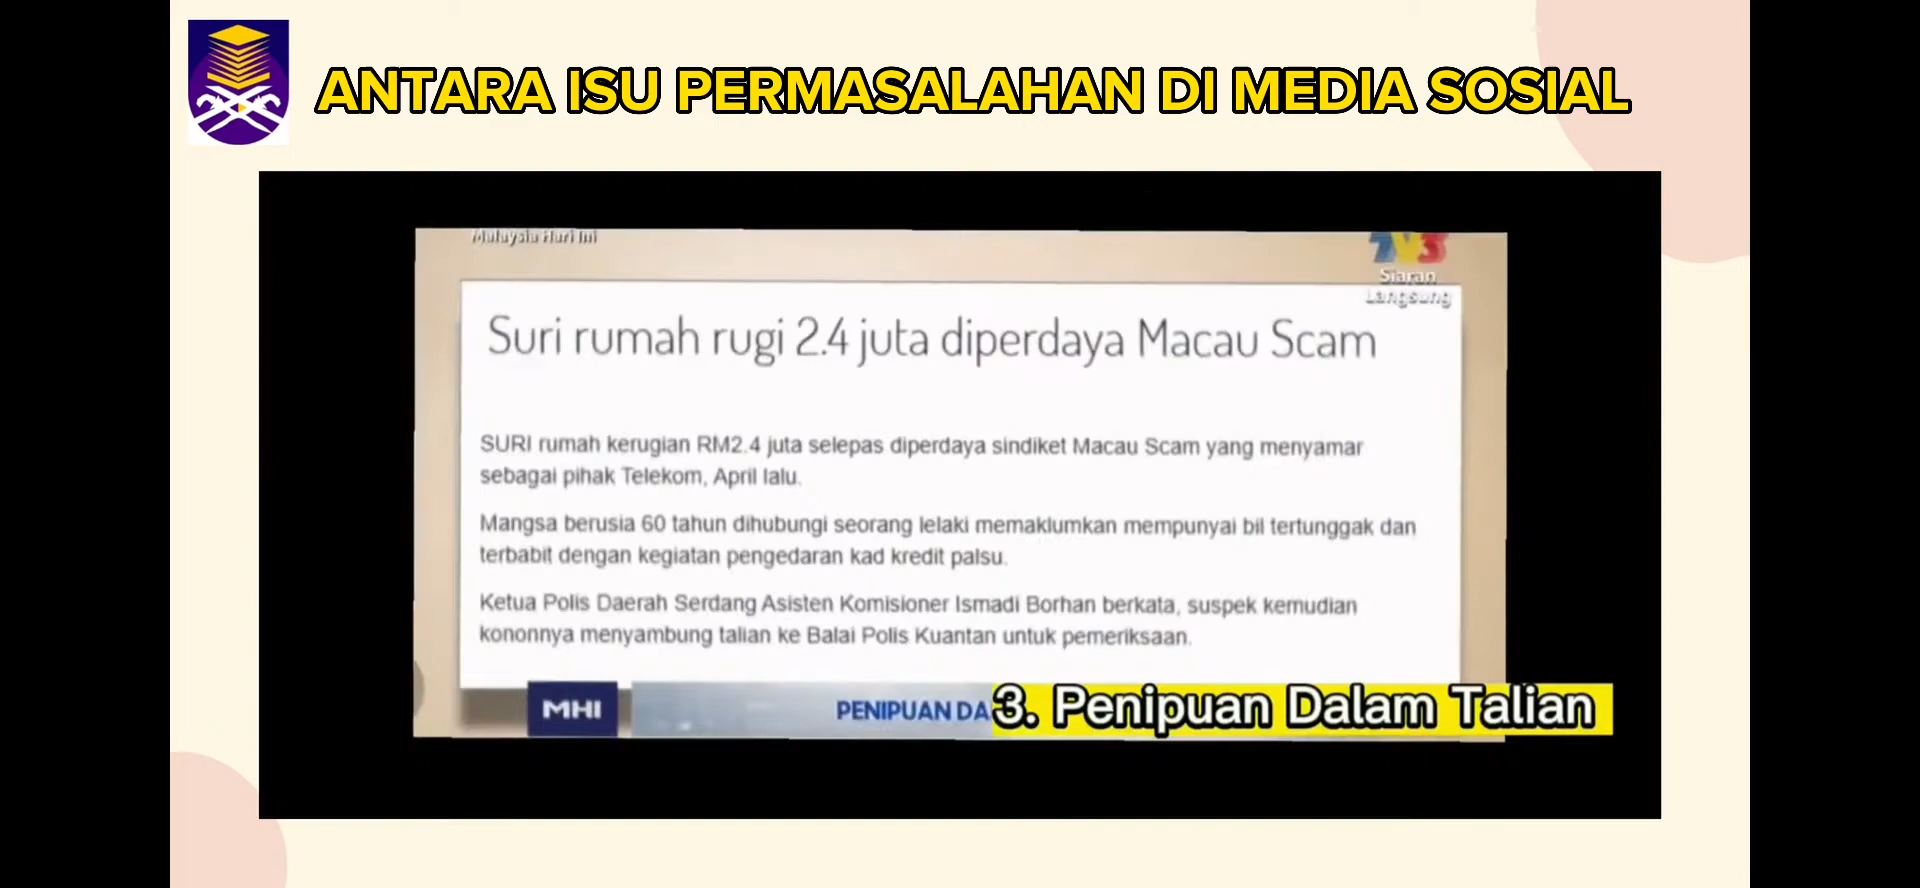 ANTARA ISU PERMASALAHAN DI MEDIA SOSIAL
Malaysia Hari Ini
TV3
Siaran
Langsung
Suri rumah rugi 2.4 juta diperdaya Macau Scam
SURI rumah kerugian RM2.4 juta selepas diperdaya sindiket Macau Scam yang menyamar
sebagai pihak Telekom, April lalu.
Mangsa berusia 60 tahun dihubungi seorang lelaki memaklumkan mempunyai bil tertunggak dan
terbabit dengan kegiatan pengedaran kad kredit palsu.
Ketua Polis Daerah Serdang Asisten Komisioner Ismadi Borhan berkata, suspek kemudian
kononnya menyambung talian ke Balai Polis Kuantan untuk pemeriksaan.
MHI
PENIPUAN DA
3. Penipuan Dalam Talian